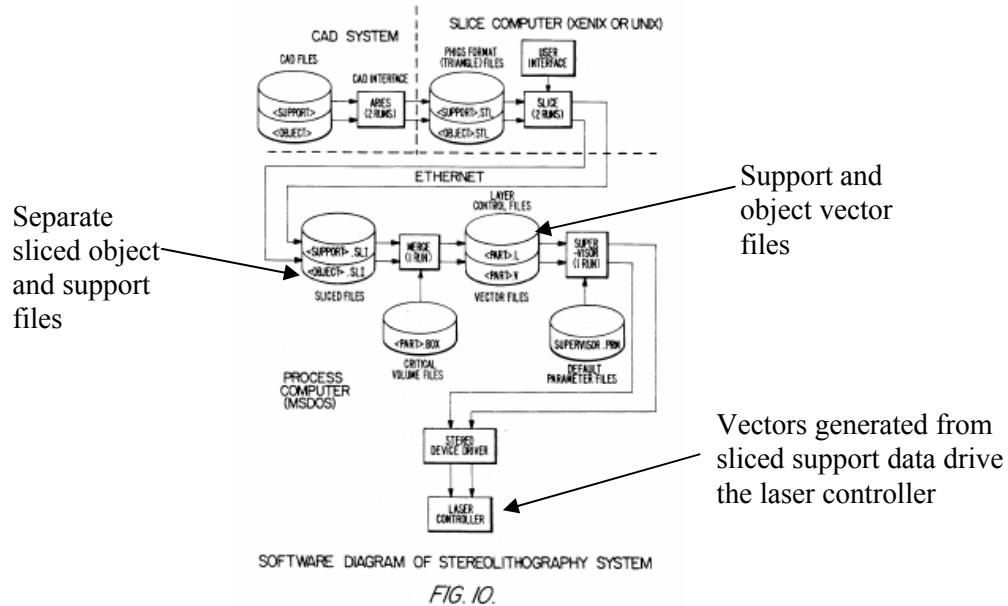 SLICE COMPUTER (XENIX OR UNIX)
CAD SYSTEM
CAD FILES
CAD INTERFACE
PHIGS FORMAT
(TRIANGLE) FILES
USER
INTERFACE
<SUPPORT>
<OBJECT>
ARIES
(2 RUNS)
<SUPPORT>.STL
<OBJECT>.STL
SLICE
(2 RUNS)
ETHERNET
Separate
sliced object
and support
files
<SUPPORT>.SLI
<OBJECT>.SLI
SLICED FILES
MERGE
(1 RUN)
LAYER
CONTROL FILES
<PART>.L
<PART>.V
VECTOR FILES
SUPER
-VISOR
(1 RUN)
Support and
object vector
files
<PART>.BOX
CRITICAL
VOLUME FILES
SUPERVISOR.PRM
DEFAULT
PARAMETER FILES
PROCESS
COMPUTER
(MSDOS)
STEREO
DEVICE DRIVER
LASER
CONTROLLER
Vectors generated from
sliced support data drive
the laser controller
SOFTWARE DIAGRAM OF STEREOLITHOGRAPHY SYSTEM
FIG. 10.